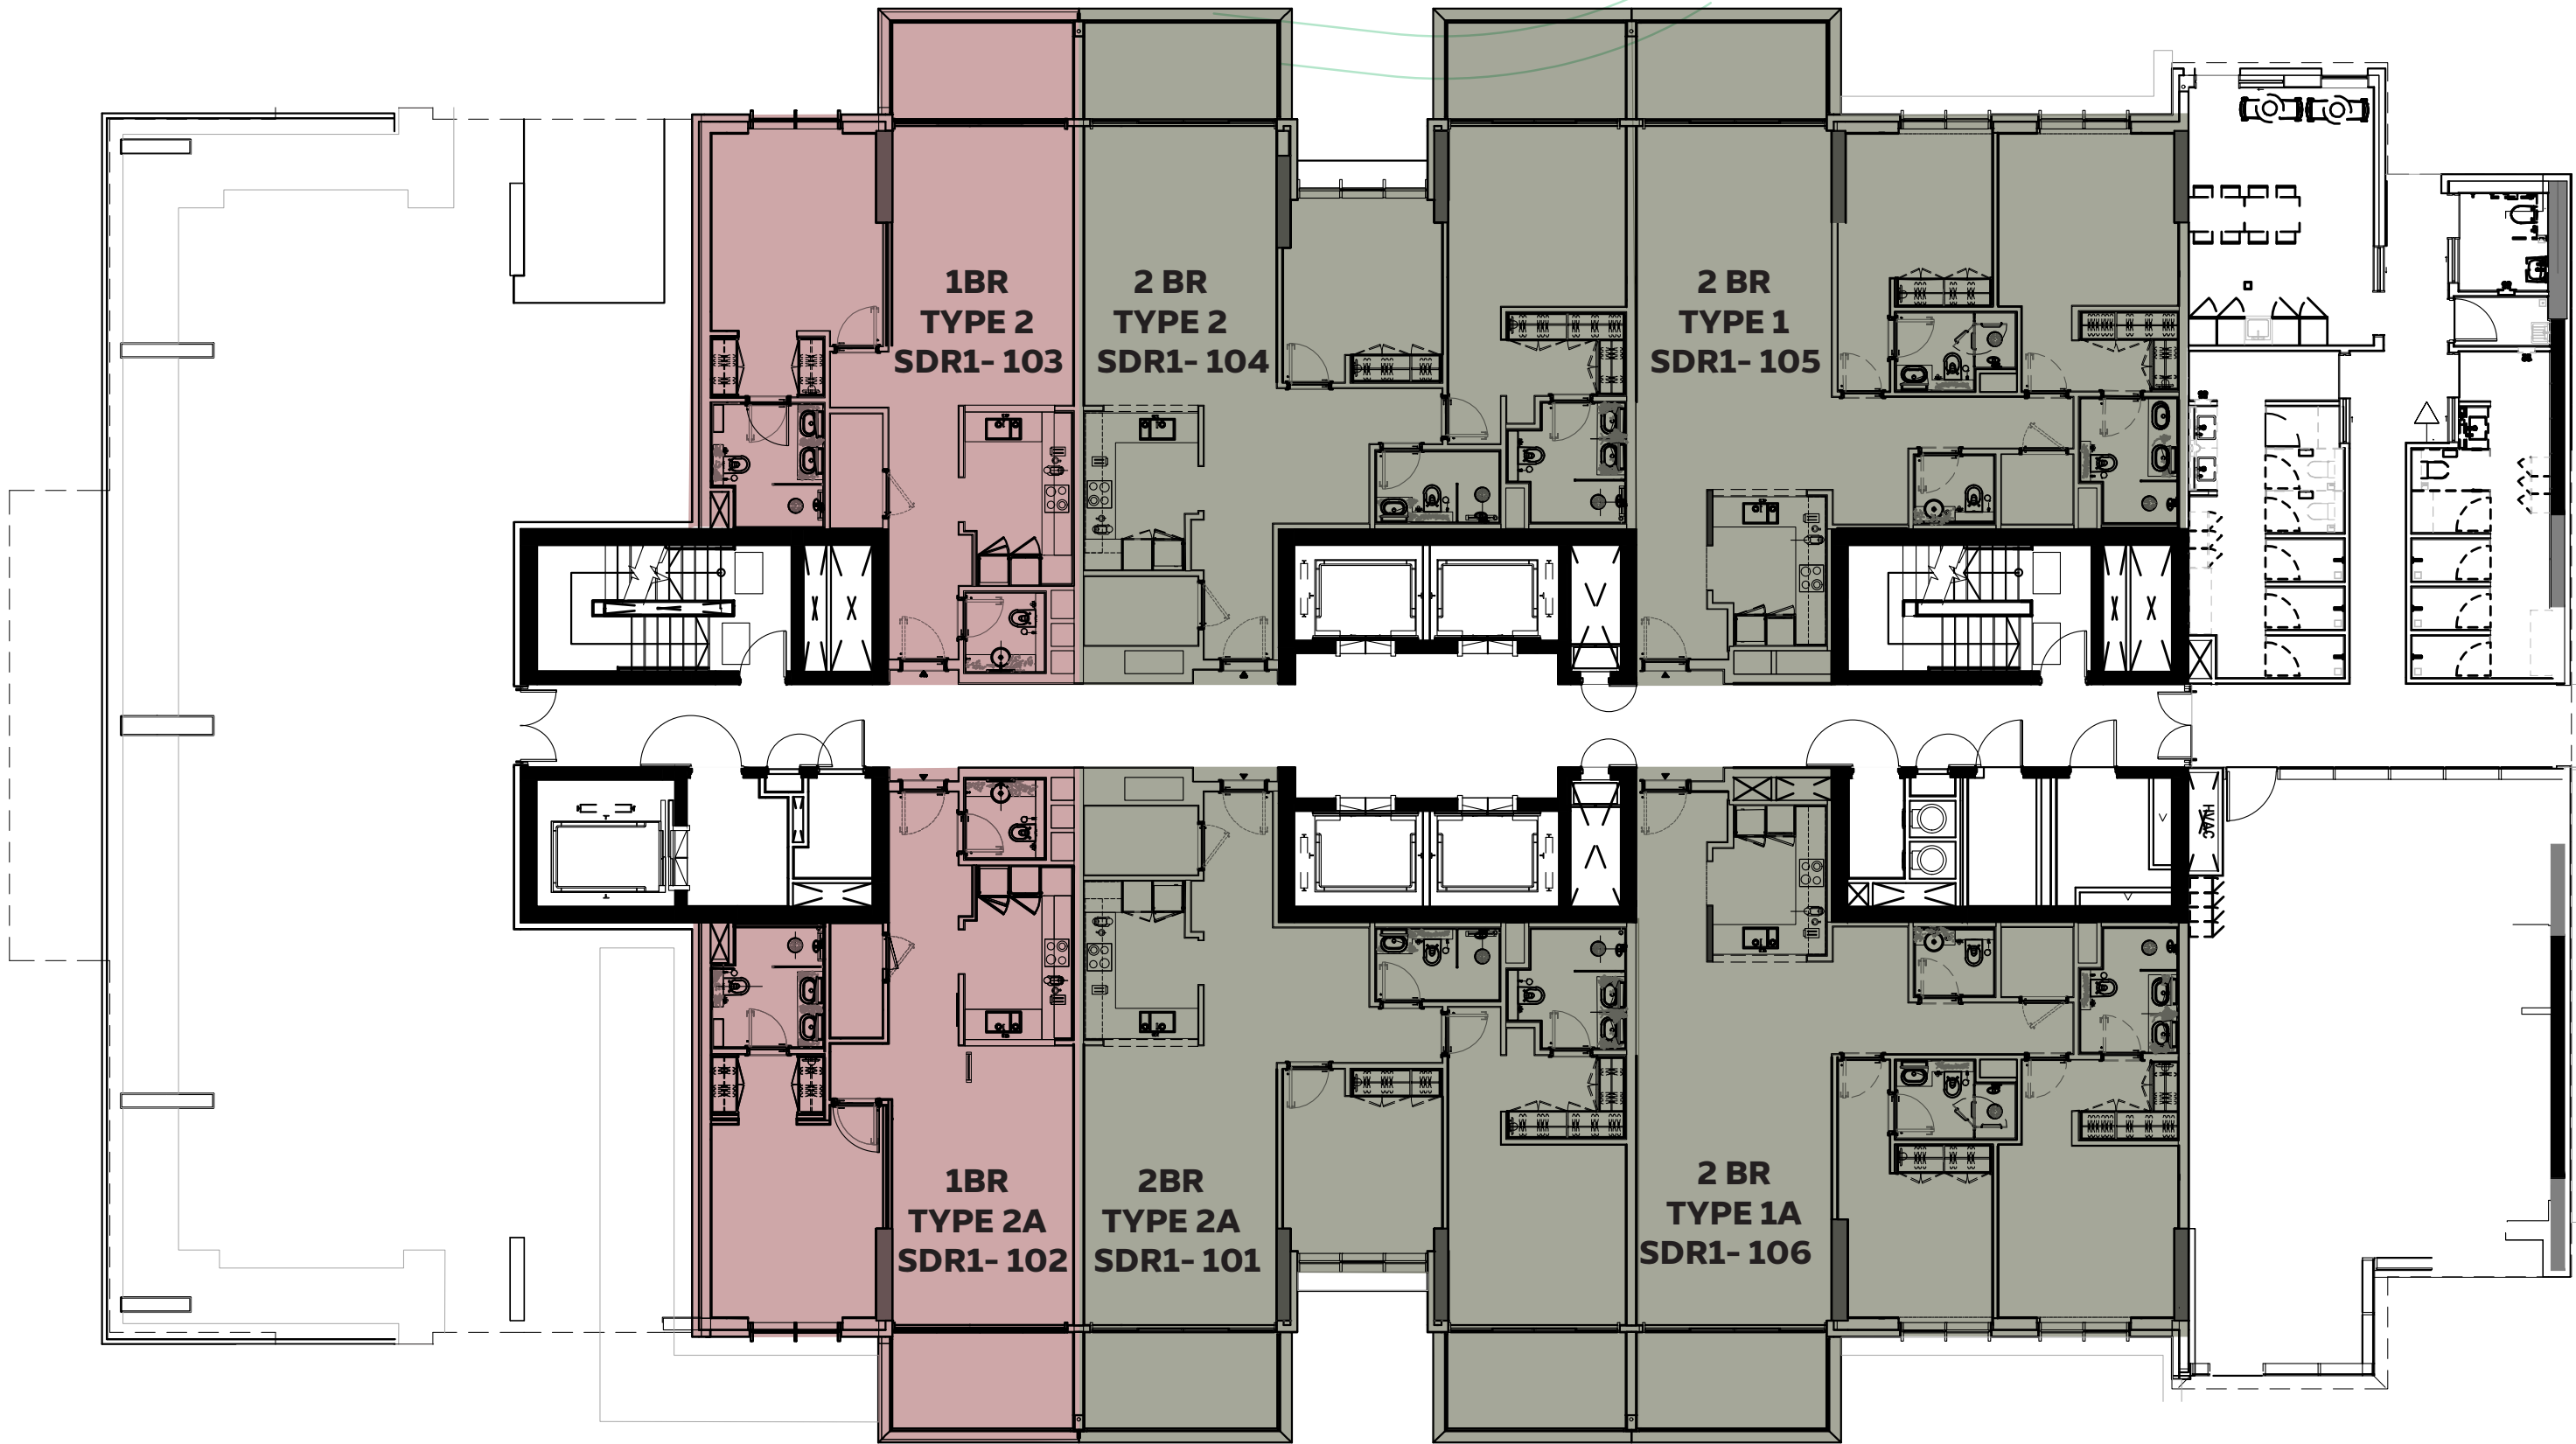 1BR
TYPE 2
SDR1- 103
2 BR
TYPE 2
SDR1- 104
2 BR
TYPE 1
SDR1- 105
HVAC
1BR
TYPE 2A
SDR1- 102
2BR
TYPE 2A
SDR1- 101
2 BR
TYPE 1A
SDR1- 106